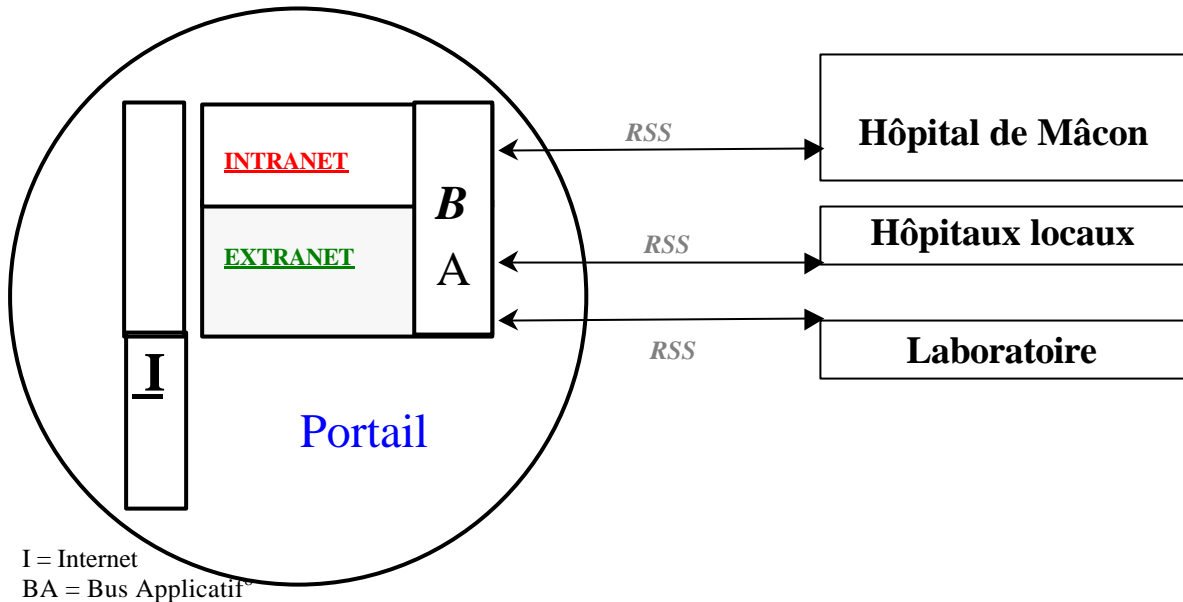 RSS
Hôpital de Mâcon
INTRANET
B
Hôpitaux locaux
RSS
EXTRANET
A
RSS
Laboratoire
I
Portail
I = Internet
BA = Bus Applicatif